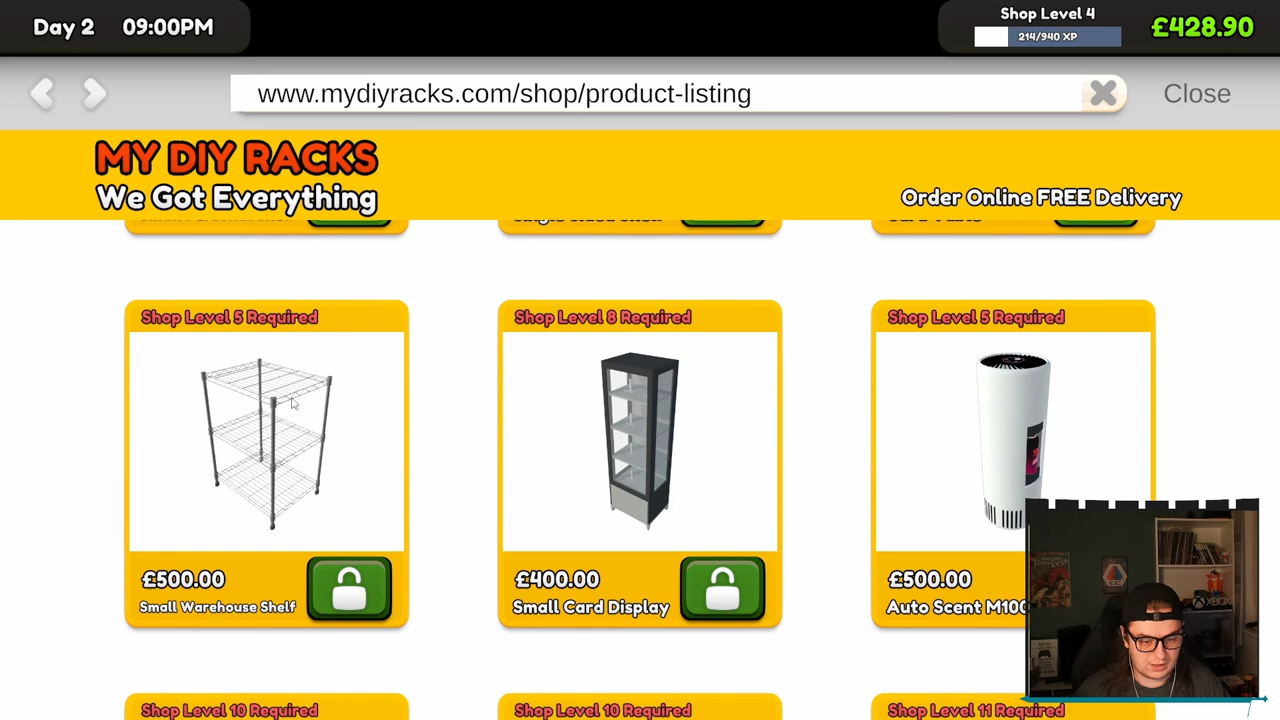 Day 2 09:00PM
Shop Level 4
214/940 XP
£428.90
www.mydiyracks.com/shop/product-listing
Close
MY DIY RACKS
We Got Everything
Order Online FREE Delivery
Shop Level 5 Required
Shop Level 8 Required
Shop Level 5 Required
£500.00
Small Warehouse Shelf
£400.00
Small Card Display
£500.00
Auto Scent M100
Shop Level 10 Required
Shop Level 10 Required
Shop Level 11 Required
XBOX